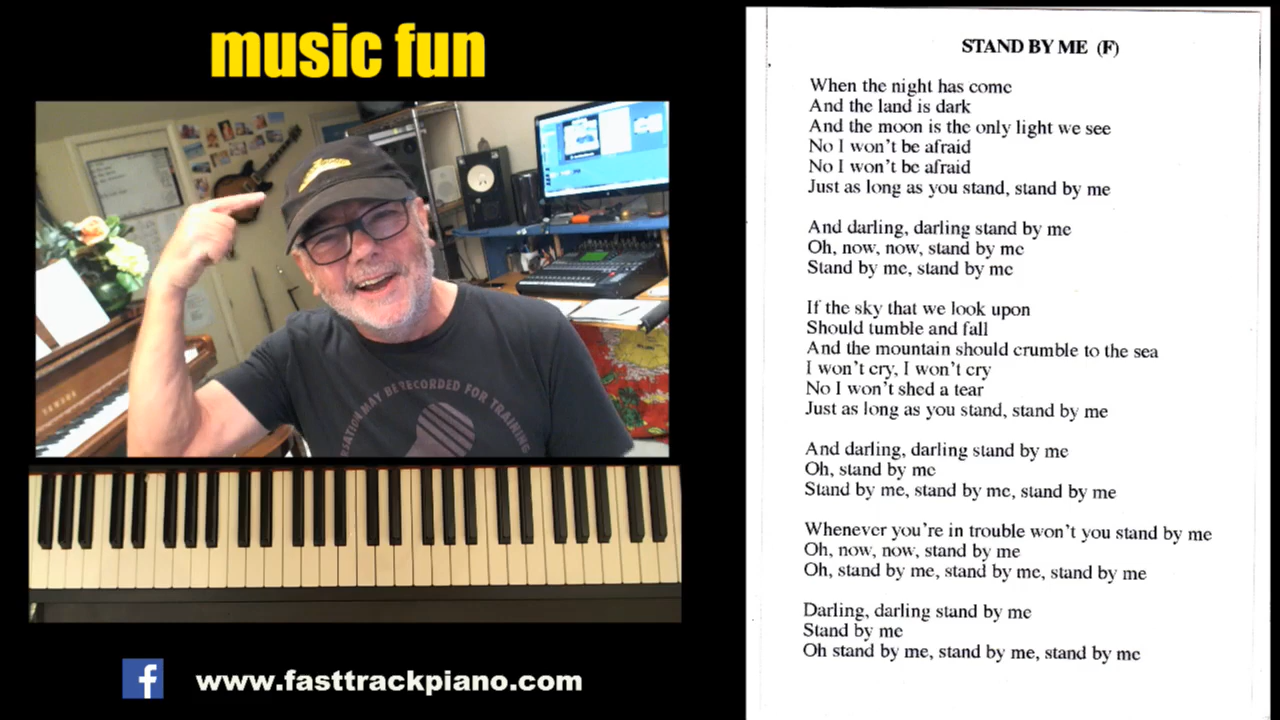 music fun
SATION MAY BE RECORDED FOR TRAINING
YAMAHA
www.fasttrackpiano.com
STAND BY ME (F)
When the night has come
And the land is dark
And the moon is the only light we see
No I won't be afraid
No I won't be afraid
Just as long as you stand, stand by me
And darling, darling stand by me
Oh, now, now, stand by me
Stand by me, stand by me
If the sky that we look upon
Should tumble and fall
And the mountain should crumble to the sea
I won't cry, I won't cry
No I won't shed a tear
Just as long as you stand, stand by me
And darling, darling stand by me
Oh, stand by me
Stand by me, stand by me, stand by me
Whenever you're in trouble won't you stand by me
Oh, now, now, stand by me
Oh, stand by me, stand by me, stand by me
Darling, darling stand by me
Stand by me
Oh stand by me, stand by me, stand by me